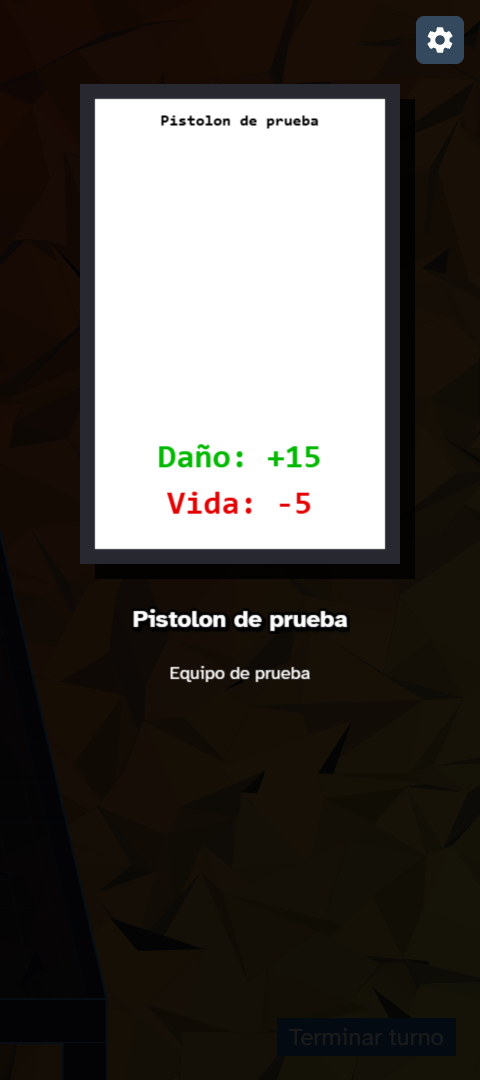 Pistolon de prueba
Daño: +15
Vida: -5
Pistolon de prueba
Equipo de prueba
Terminar turno